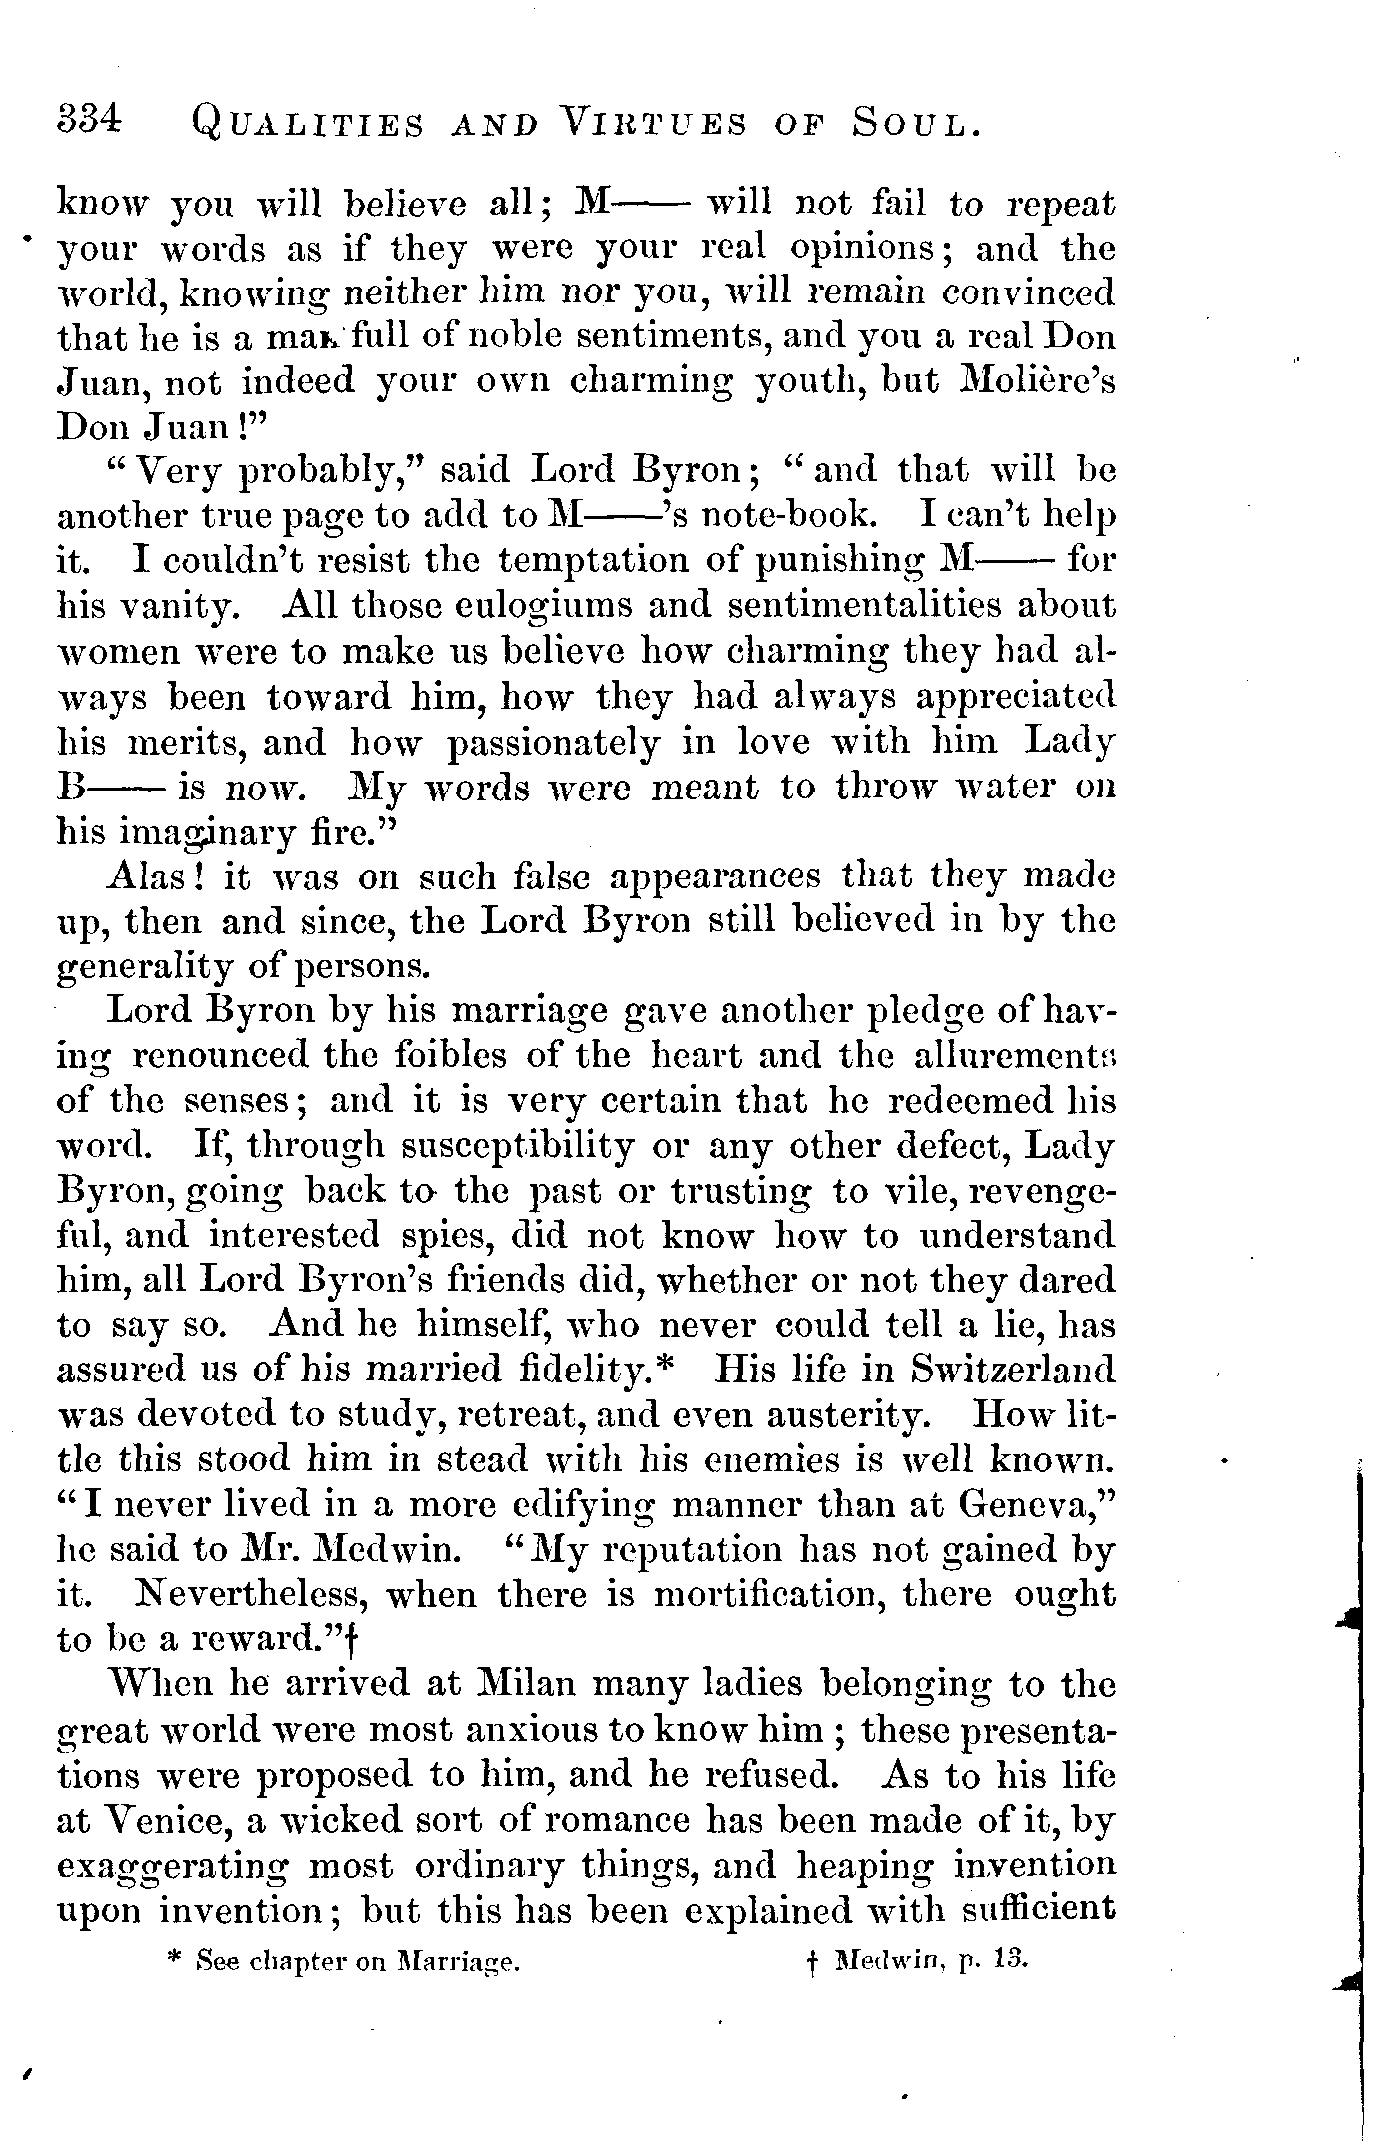 334 Qualities and Virtues of Soul.
know you will believe all; M—— will not fail to repeat
your words as if they were your real opinions; and the
world, knowing neither him nor you, will remain convinced
that he is a man full of noble sentiments, and you a real Don
Juan, not indeed your own charming youth, but Molière's
Don Juan!"
"Very probably," said Lord Byron; "and that will be
another true page to add to M——'s note-book. I can't help
it. I couldn't resist the temptation of punishing M—— for
his vanity. All those eulogiums and sentimentalities about
women were to make us believe how charming they had al-
ways been toward him, how they had always appreciated
his merits, and how passionately in love with him Lady
B—— is now. My words were meant to throw water on
his imaginary fire."
Alas! it was on such false appearances that they made
up, then and since, the Lord Byron still believed in by the
generality of persons.
Lord Byron by his marriage gave another pledge of hav-
ing renounced the foibles of the heart and the allurements
of the senses; and it is very certain that he redeemed his
word. If, through susceptibility or any other defect, Lady
Byron, going back to the past or trusting to vile, revenge-
ful, and interested spies, did not know how to understand
him, all Lord Byron's friends did, whether or not they dared
to say so. And he himself, who never could tell a lie, has
assured us of his married fidelity.* His life in Switzerland
was devoted to study, retreat, and even austerity. How lit-
tle this stood him in stead with his enemies is well known.
"I never lived in a more edifying manner than at Geneva,"
he said to Mr. Medwin. "My reputation has not gained by
it. Nevertheless, when there is mortification, there ought
to be a reward."†
When he arrived at Milan many ladies belonging to the
great world were most anxious to know him; these presenta-
tions were proposed to him, and he refused. As to his life
at Venice, a wicked sort of romance has been made of it, by
exaggerating most ordinary things, and heaping invention
upon invention; but this has been explained with sufficient
* See chapter on Marriage. † Medwin, p. 13.